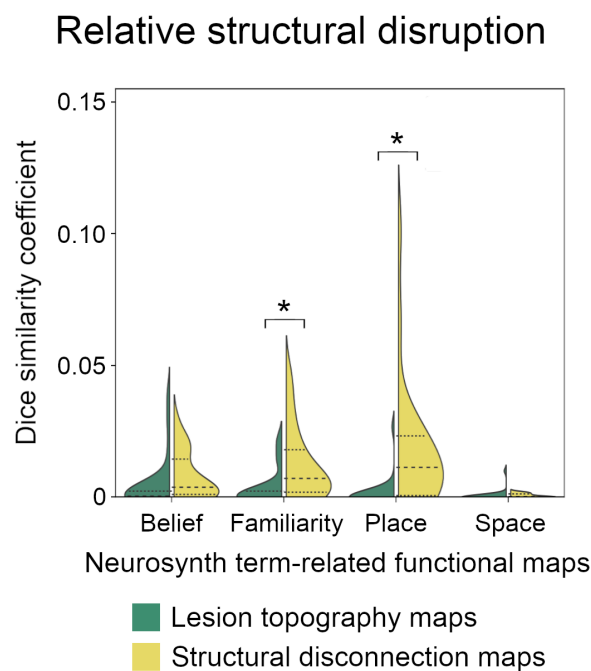 Relative structural disruption
0.15
0.10
0.05
0
Dice similarity coefficient
*
*
Belief Familiarity Place Space
Neurosynth term-related functional maps
Lesion topography maps
Structural disconnection maps